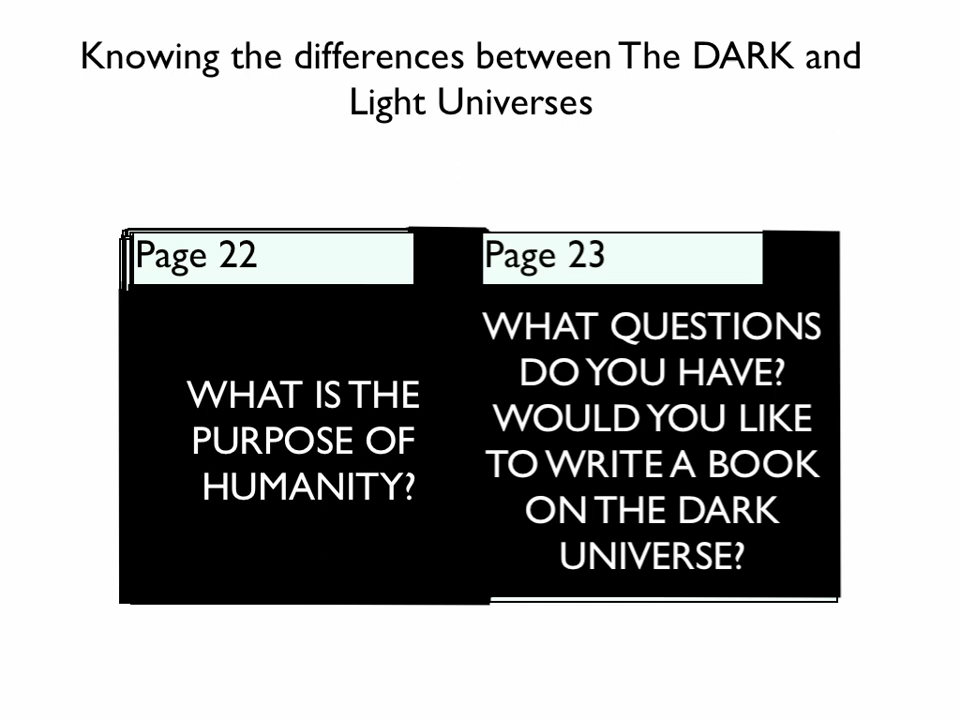 Knowing the differences between The DARK and
Light Universes
Page 22
WHAT IS THE
PURPOSE OF
HUMANITY?
Page 23
WHAT QUESTIONS
DO YOU HAVE?
WOULD YOU LIKE
TO WRITE A BOOK
ON THE DARK
UNIVERSE?